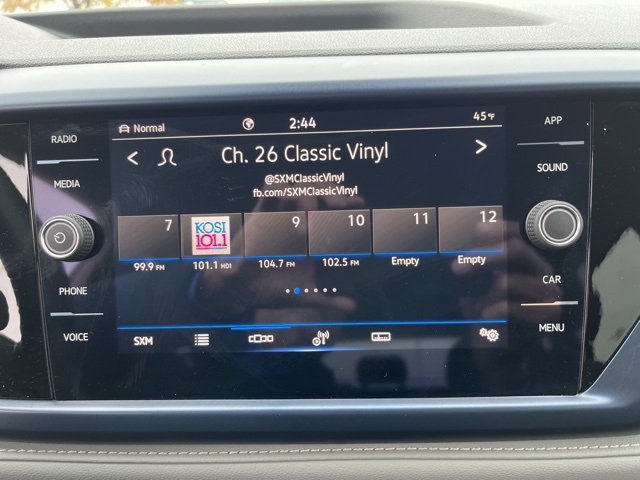 Normal 2:44 45°F
Ch. 26 Classic Vinyl
@SXMClassicVinyl
fb.com/SXMClassicVinyl
7 KOSI 101.1 9 10 11 12
99.9 FM 101.1 HD1 104.7 FM 102.5 FM Empty Empty
SXM
RADIO
MEDIA
PHONE
VOICE
APP
SOUND
CAR
MENU